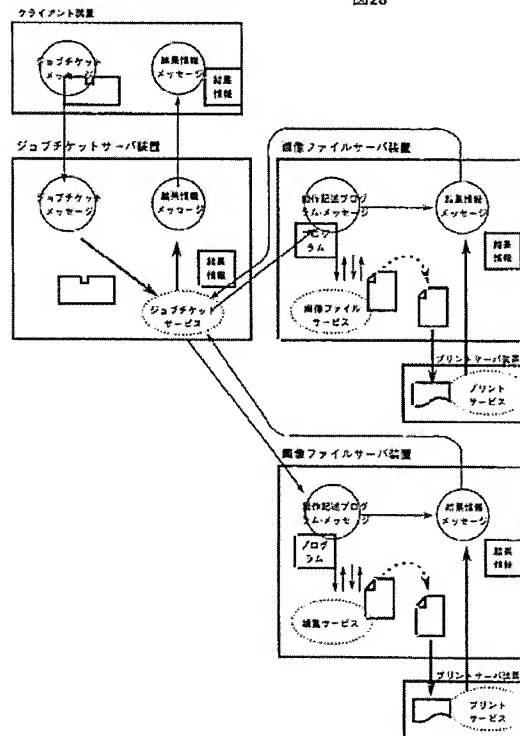 図28
クライアント装置
ジョブチケット
メッセージ
結果情報
メッセージ
結果
情報
ジョブチケットサーバ装置
ジョブチケット
メッセージ
結果情報
メッセージ
結果
情報
ジョブチケット
サービス
画像ファイルサーバ装置
動作記述プログ
ラム・メッセージ
プログ
ラム
結果情報
メッセージ
結果
情報
画像ファイル
サービス
プリントサーバ装置
プリント
サービス
画像ファイルサーバ装置
動作記述プログ
ラム・メッセージ
プログ
ラム
結果情報
メッセージ
結果
情報
サービス
プリントサーバ装置
プリント
サービス